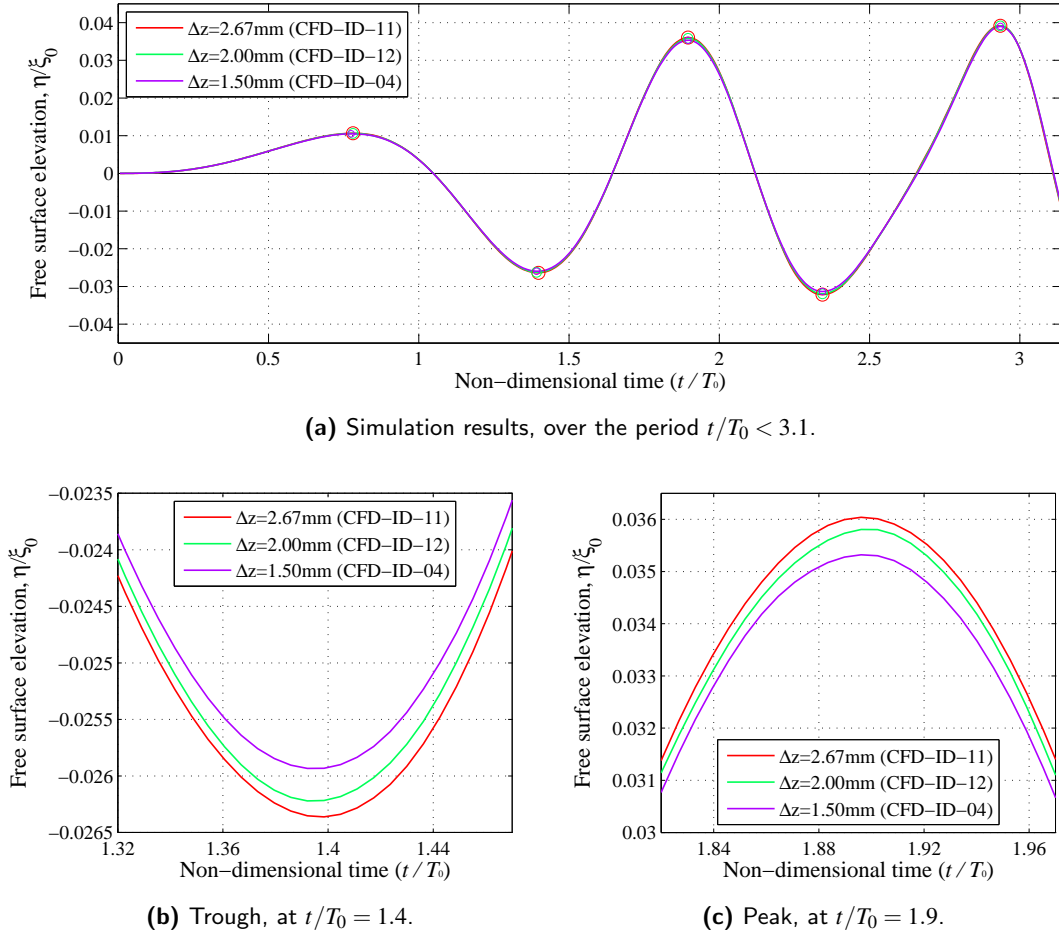 0.04
0.03
0.02
0.01
0
−0.01
−0.02
−0.03
−0.04
Free surface elevation, η/ξ0
Δz=2.67mm (CFD−ID−11)
Δz=2.00mm (CFD−ID−12)
Δz=1.50mm (CFD−ID−04)
0 0.5 1 1.5 2 2.5 3
Non−dimensional time (t / T0)
(a) Simulation results, over the period t/T0 < 3.1.
−0.0235
−0.024
−0.0245
−0.025
−0.0255
−0.026
−0.0265
Free surface elevation, η/ξ0
Δz=2.67mm (CFD−ID−11)
Δz=2.00mm (CFD−ID−12)
Δz=1.50mm (CFD−ID−04)
1.32 1.36 1.4 1.44
Non−dimensional time (t / T0)
(b) Trough, at t/T0 = 1.4.
0.036
0.035
0.034
0.033
0.032
0.031
0.03
Free surface elevation, η/ξ0
Δz=2.67mm (CFD−ID−11)
Δz=2.00mm (CFD−ID−12)
Δz=1.50mm (CFD−ID−04)
1.84 1.88 1.92 1.96
Non−dimensional time (t / T0)
(c) Peak, at t/T0 = 1.9.